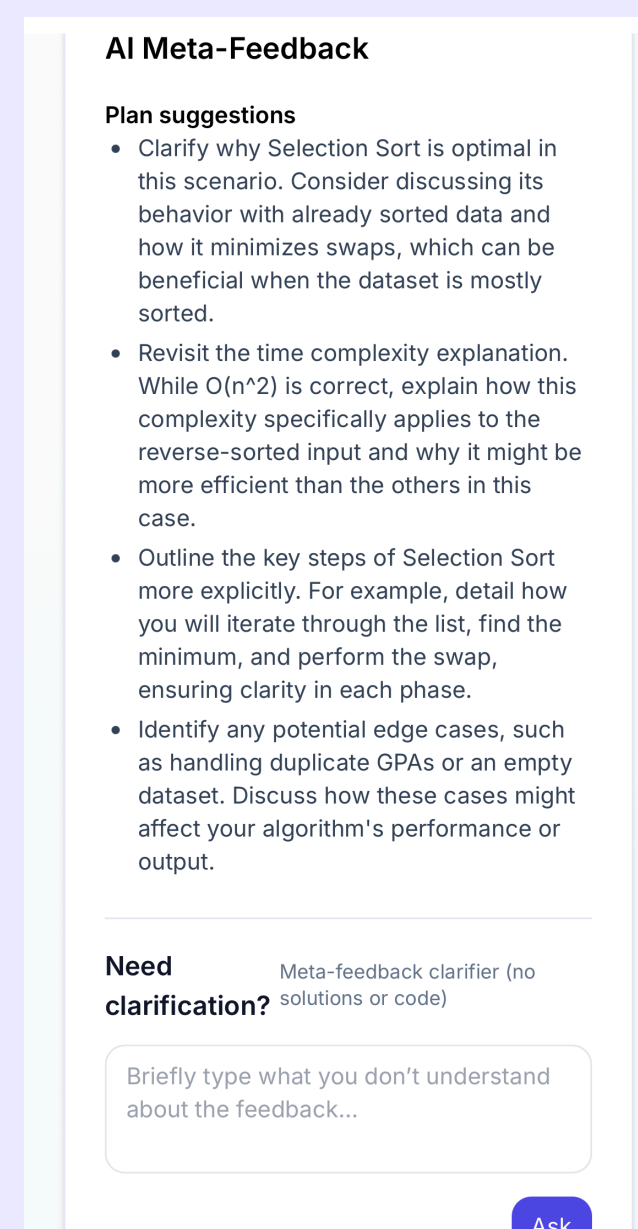 AI Meta-Feedback
Plan suggestions
• Clarify why Selection Sort is optimal in
this scenario. Consider discussing its
behavior with already sorted data and
how it minimizes swaps, which can be
beneficial when the dataset is mostly
sorted.
• Revisit the time complexity explanation.
While O(n^2) is correct, explain how this
complexity specifically applies to the
reverse-sorted input and why it might be
more efficient than the others in this
case.
• Outline the key steps of Selection Sort
more explicitly. For example, detail how
you will iterate through the list, find the
minimum, and perform the swap,
ensuring clarity in each phase.
• Identify any potential edge cases, such
as handling duplicate GPAs or an empty
dataset. Discuss how these cases might
affect your algorithm's performance or
output.
Need
clarification?
Meta-feedback clarifier (no
solutions or code)
Briefly type what you don’t understand
about the feedback...
Ask